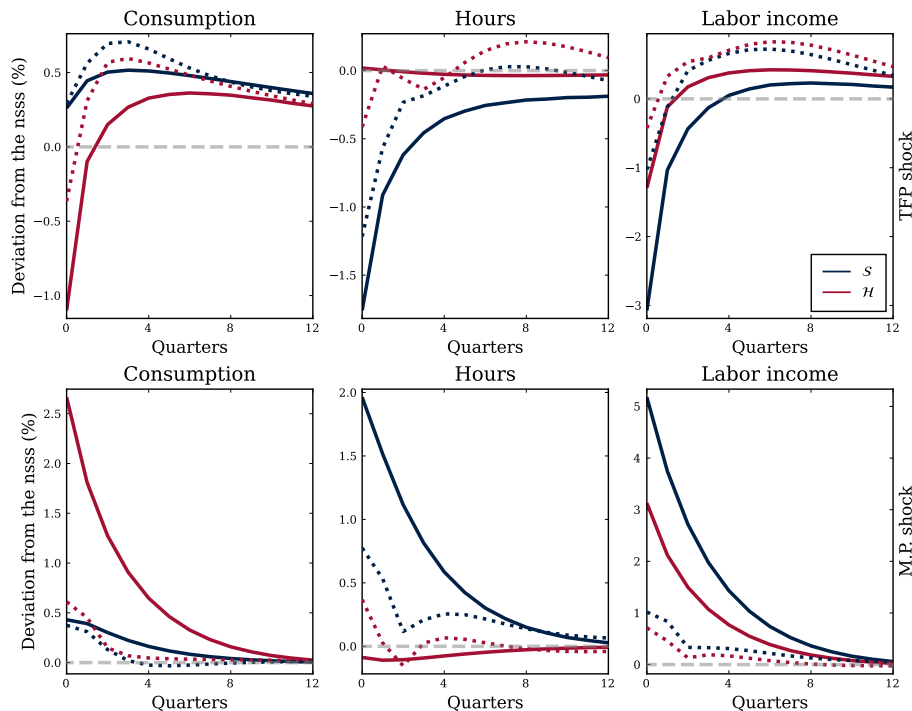 Consumption
Hours
Labor income
Deviation from the nsss (%)
0.5
0.0
−0.5
−1.0
0 4 8 12
Quarters
0.0
−0.5
−1.0
−1.5
0 4 8 12
Quarters
1
0
−1
−2
−3
0 4 8 12
Quarters
S
H
TFP shock
Consumption
Hours
Labor income
Deviation from the nsss (%)
2.5
2.0
1.5
1.0
0.5
0.0
0 4 8 12
Quarters
2.0
1.5
1.0
0.5
0.0
0 4 8 12
Quarters
5
4
3
2
1
0
0 4 8 12
Quarters
M.P. shock